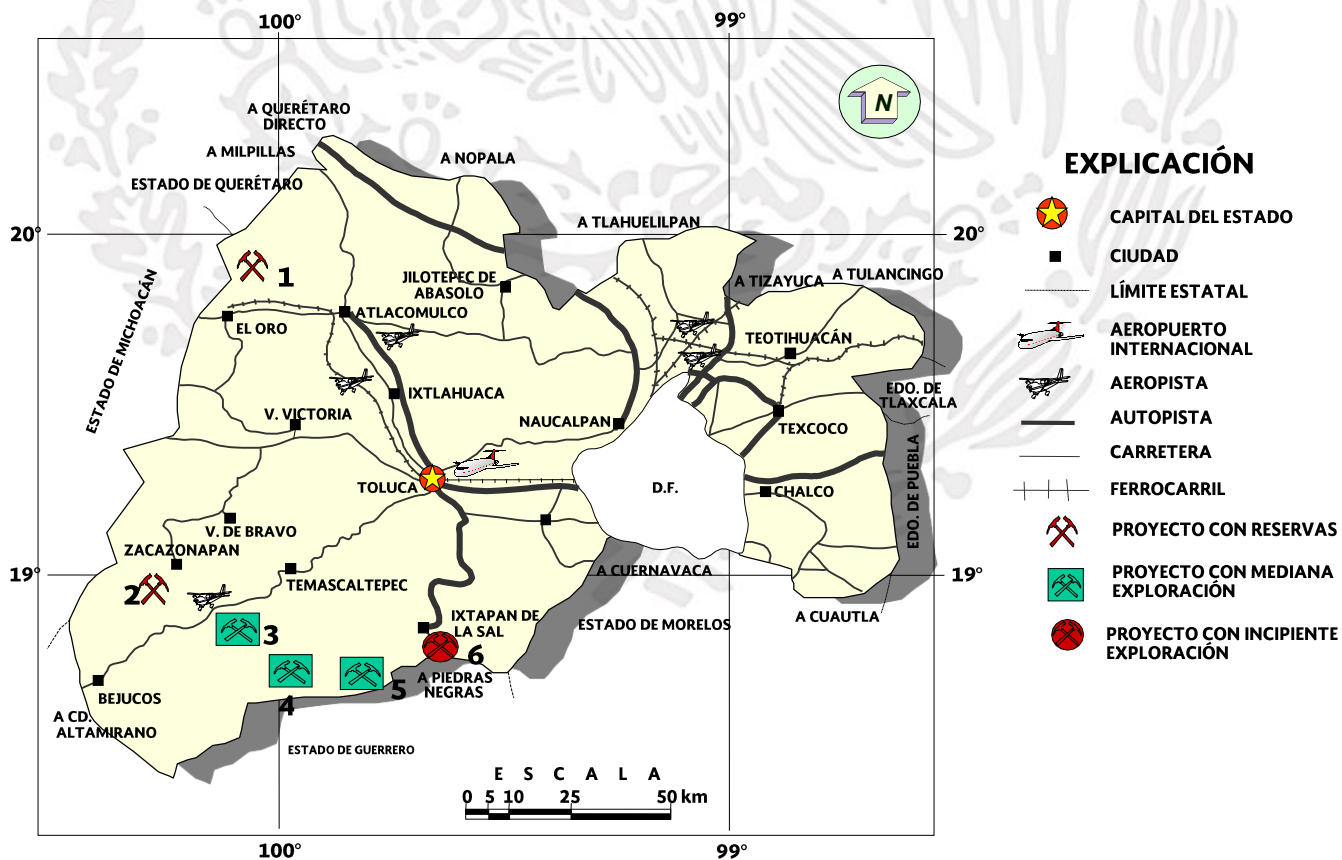 100°
99°
A QUERÉTARO
DIRECTO
A MILPILLAS
A NOPALA
ESTADO DE QUERÉTARO
A TLAHUELILPAN
20°
20°
N
ESTADO DE MICHOACÁN
1
JILOTEPEC DE
ABASOLO
A TIZAYUCA
A TULANCINGO
ATLACOMULCO
EL ORO
TEOTIHUACÁN
IXTLAHUACA
EDO. DE
TLAXCALA
V. VICTORIA
NAUCALPAN
TEXCOCO
TOLUCA
D.F.
CHALCO
EDO. DE PUEBLA
V. DE BRAVO
ZACAZONAPAN
19°
A CUERNAVACA
19°
2
TEMASCALTEPEC
IXTAPAN DE
LA SAL
A CUAUTLA
ESTADO DE MORELOS
3
6
A PIEDRAS
NEGRAS
5
4
BEJUCOS
A CD.
ALTAMIRANO
ESTADO DE GUERRERO
E S C A L A
0 5 10 25 50 km
100°
99°
EXPLICACIÓN
CAPITAL DEL ESTADO
CIUDAD
LÍMITE ESTATAL
AEROPUERTO
INTERNACIONAL
AEROPISTA
AUTOPISTA
CARRETERA
FERROCARRIL
PROYECTO CON RESERVAS
PROYECTO CON MEDIANA
EXPLORACIÓN
PROYECTO CON INCIPIENTE
EXPLORACIÓN